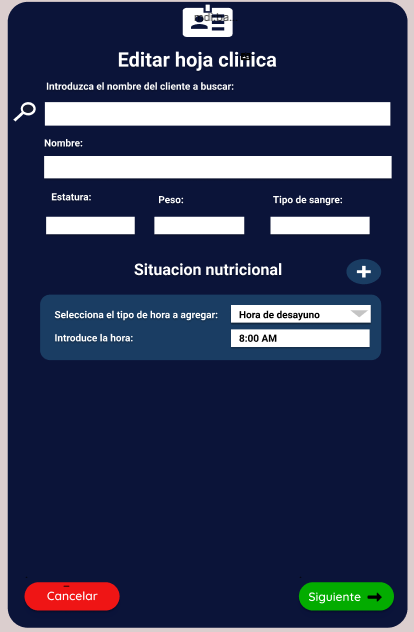 Editar hoja clinica
Introduzca el nombre del cliente a buscar:
Nombre:
Estatura: Peso: Tipo de sangre:
Situacion nutricional
Selecciona el tipo de hora a agregar: Hora de desayuno
Introduce la hora: 8:00 AM
Cancelar Siguiente